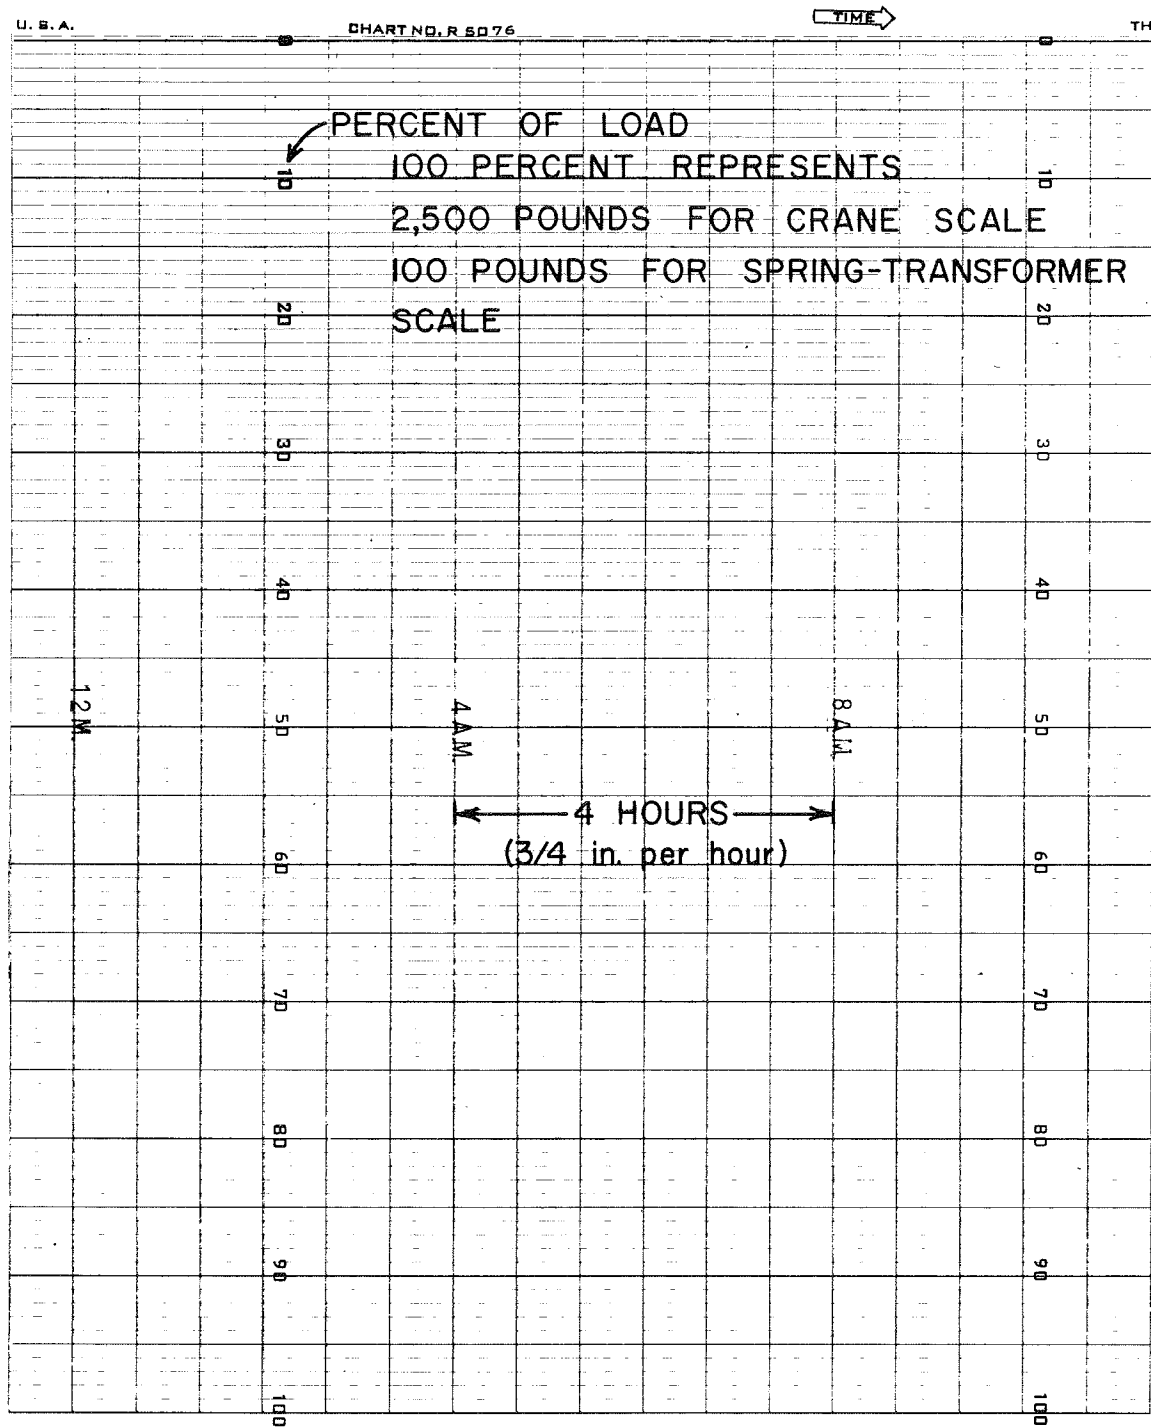 U. S. A.
CHART NO. R 5076
TIME
TH
0
0
PERCENT OF LOAD
100 PERCENT REPRESENTS
10
10
2,500 POUNDS FOR CRANE SCALE
100 POUNDS FOR SPRING-TRANSFORMER
SCALE
20
20
30
30
40
40
12 M.
50
4 AM.
8 AM.
50
4 HOURS
(3/4 in. per hour)
60
60
70
70
80
80
90
90
100
100